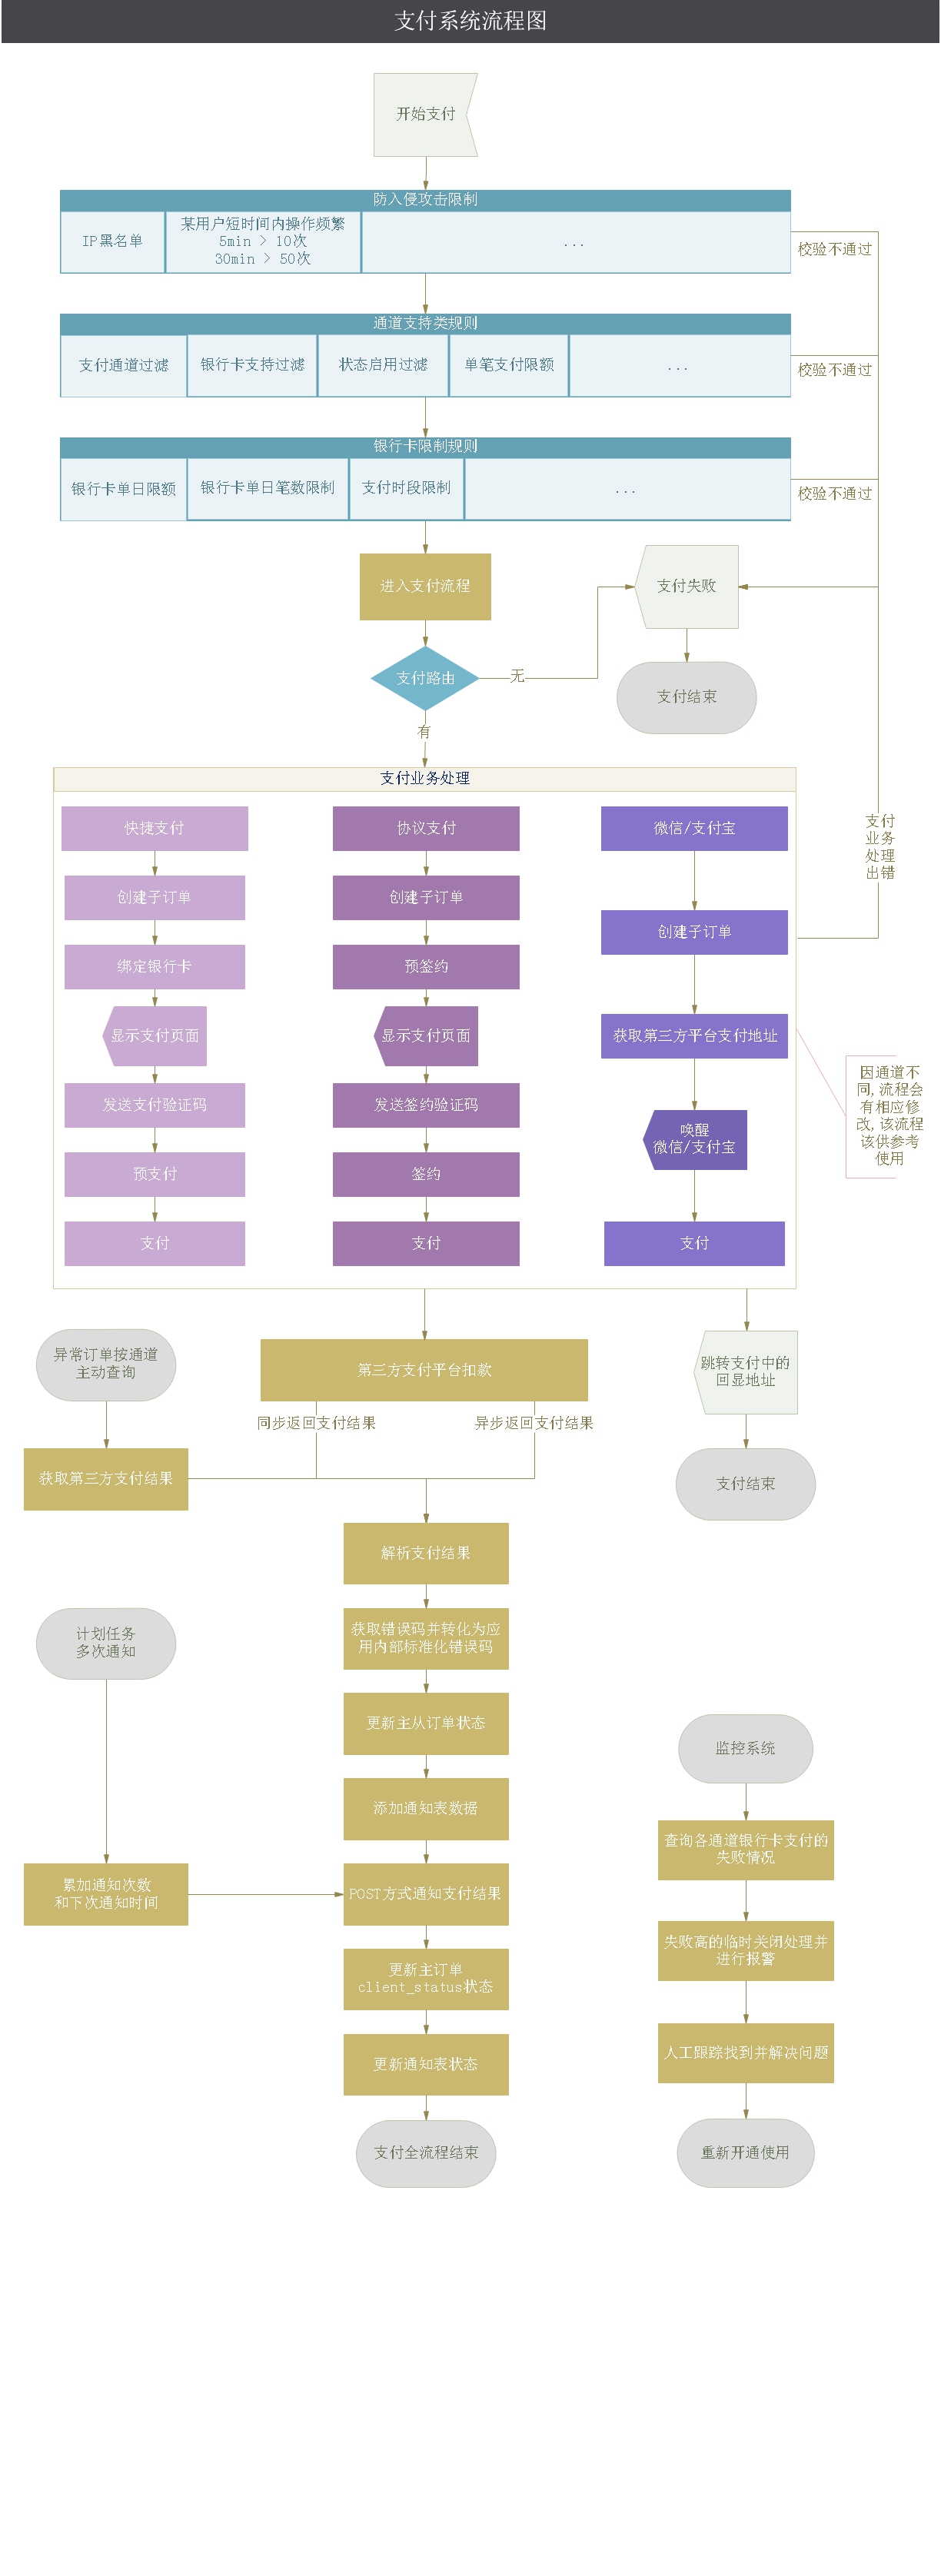 支付系统流程图
开始支付
防入侵攻击限制
IP黑名单
某用户短时间内操作频繁
5min > 10次
30min > 50次
...
校验不通过
通道支持类规则
支付通道过滤
银行卡支持过滤
状态启用过滤
单笔支付限额
...
校验不通过
银行卡限制规则
银行卡单日限额
银行卡单日笔数限制
支付时段限制
...
校验不通过
进入支付流程
支付失败
支付路由
无
支付结束
有
支付业务处理
快捷支付
创建子订单
绑定银行卡
显示支付页面
发送支付验证码
预支付
支付
协议支付
创建子订单
预签约
显示支付页面
发送签约验证码
签约
支付
微信/支付宝
创建子订单
获取第三方平台支付地址
唤醒
微信/支付宝
支付
支付
业务
处理
出错
因通道不
同,流程会
有相应修
改,该流程
该供参考
使用
异常订单按通道
主动查询
第三方支付平台扣款
跳转支付中的
回显地址
同步返回支付结果
异步返回支付结果
获取第三方支付结果
支付结束
解析支付结果
计划任务
多次通知
获取错误码并转化为应
用内部标准化错误码
更新主从订单状态
添加通知表数据
累加通知次数
和下次通知时间
POST方式通知支付结果
更新主订单
client_status状态
更新通知表状态
支付全流程结束
监控系统
查询各通道银行卡支付的
失败情况
失败高的临时关闭处理并
进行报警
人工跟踪找到并解决问题
重新开通使用